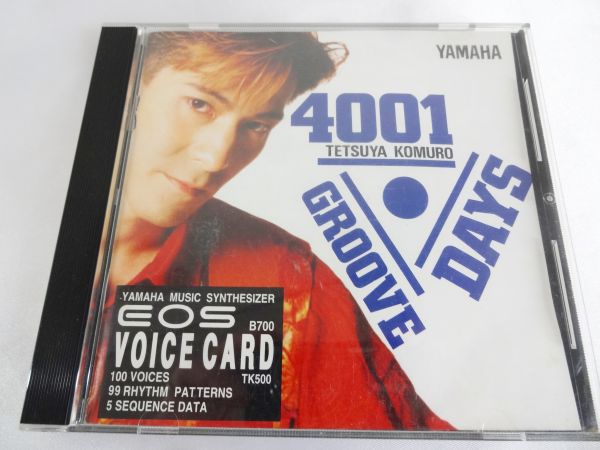 YAMAHA
4001
TETSUYA KOMURO
GROOVE
DAYS
YAMAHA MUSIC SYNTHESIZER
EOS B700
VOICE CARD
100 VOICES TK500
99 RHYTHM PATTERNS
5 SEQUENCE DATA